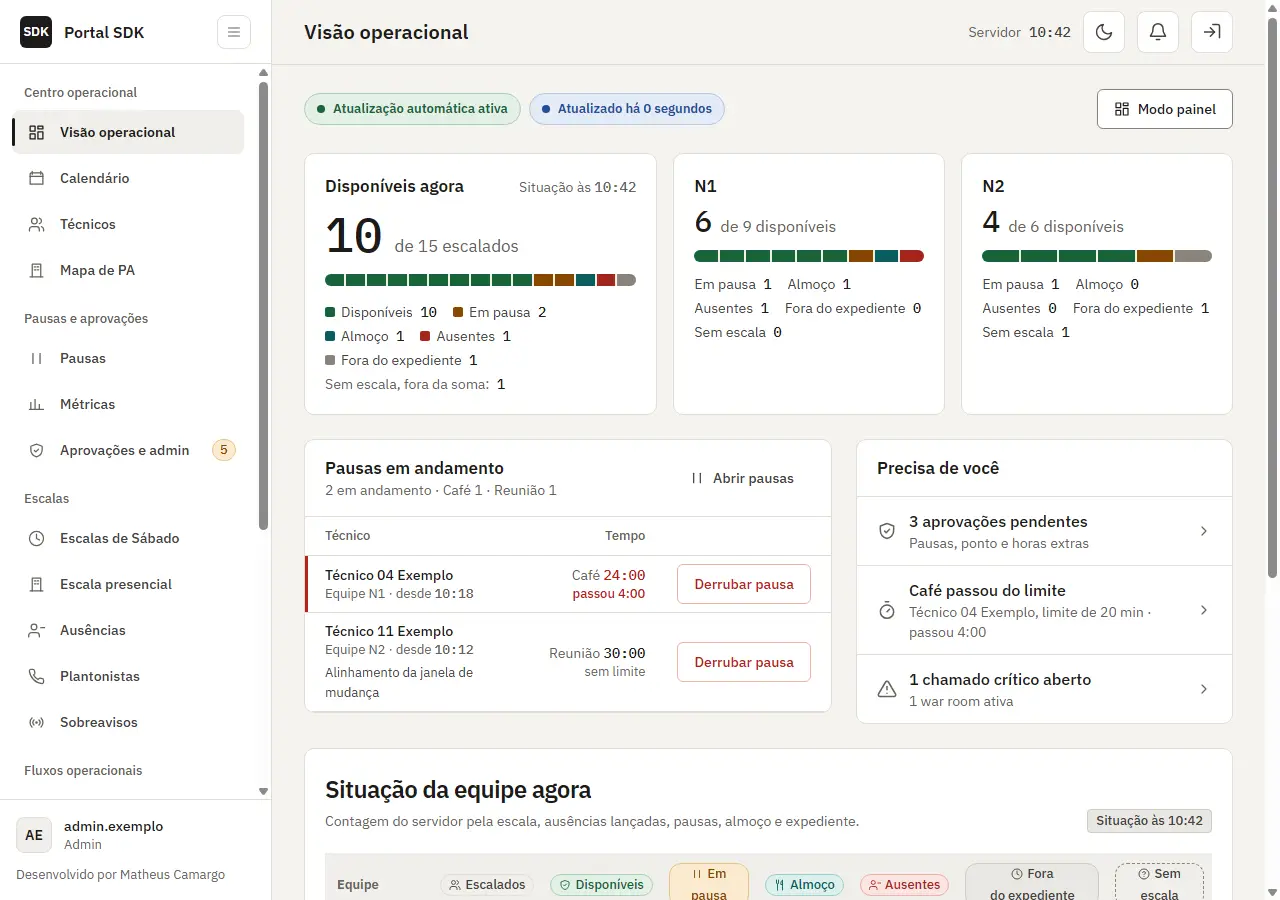 SDK Portal SDK
Centro operacional
Visão operacional
Calendário
Técnicos
Mapa de PA
Pausas e aprovações
Pausas
Métricas
Aprovações e admin 5
Escalas
Escalas de Sábado
Escala presencial
Ausências
Plantonistas
Sobreavisos
Fluxos operacionais
AE admin.exemplo
Admin
Desenvolvido por Matheus Camargo
Visão operacional
Servidor 10:42
Atualização automática ativa
Atualizado há 0 segundos
Modo painel
Disponíveis agora Situação às 10:42
10 de 15 escalados
Disponíveis 10 Em pausa 2
Almoço 1 Ausentes 1
Fora do expediente 1
Sem escala, fora da soma: 1
N1
6 de 9 disponíveis
Em pausa 1 Almoço 1
Ausentes 1 Fora do expediente 0
Sem escala 0
N2
4 de 6 disponíveis
Em pausa 1 Almoço 0
Ausentes 0 Fora do expediente 1
Sem escala 1
Pausas em andamento
2 em andamento · Café 1 · Reunião 1
Abrir pausas
Técnico Tempo
Técnico 04 Exemplo
Equipe N1 · desde 10:18
Café 24:00
passou 4:00
Derrubar pausa
Técnico 11 Exemplo
Equipe N2 · desde 10:12
Alinhamento da janela de
mudança
Reunião 30:00
sem limite
Derrubar pausa
Precisa de você
3 aprovações pendentes
Pausas, ponto e horas extras
Café passou do limite
Técnico 04 Exemplo, limite de 20 min ·
passou 4:00
1 chamado crítico aberto
1 war room ativa
Situação da equipe agora
Contagem do servidor pela escala, ausências lançadas, pausas, almoço e expediente.
Situação às 10:42
Equipe Escalados Disponíveis Em
pausa Almoço Ausentes Fora
do expediente Sem
escala